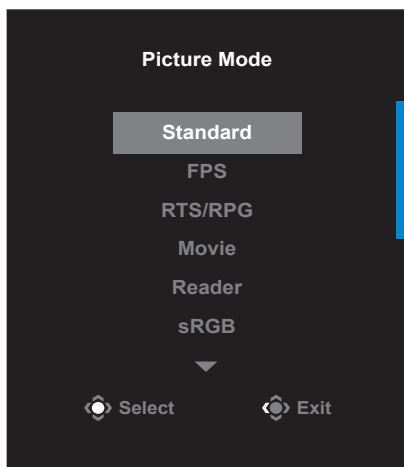 Picture Mode
Standard
FPS
RTS/RPG
Movie
Reader
sRGB
Select Exit